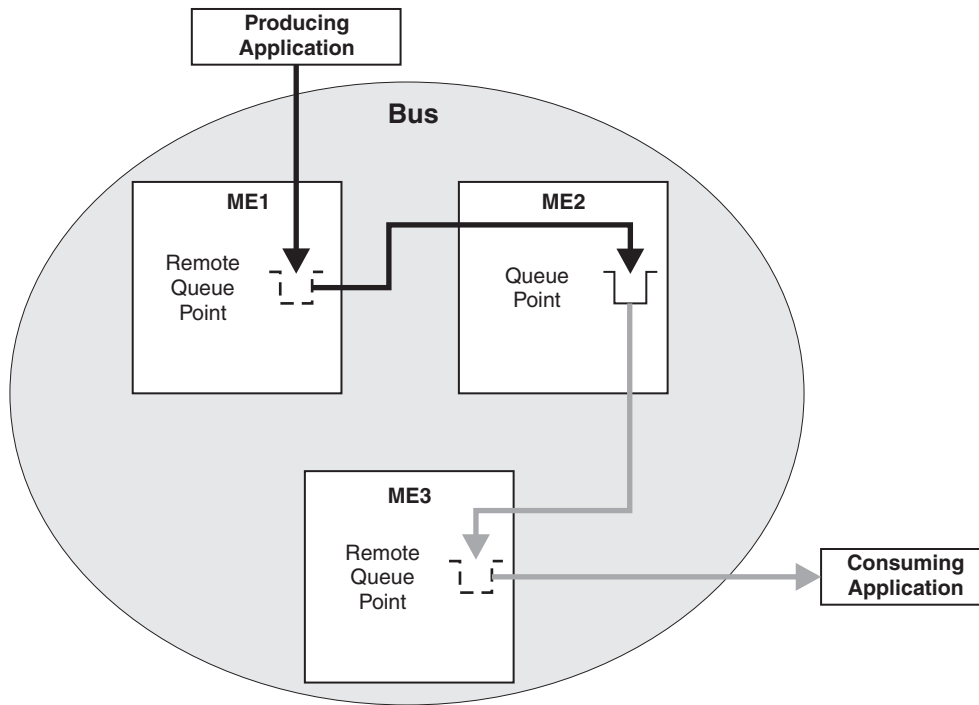 Producing
Application
Bus
ME1
Remote
Queue
Point
ME2
Queue
Point
ME3
Remote
Queue
Point
Consuming
Application